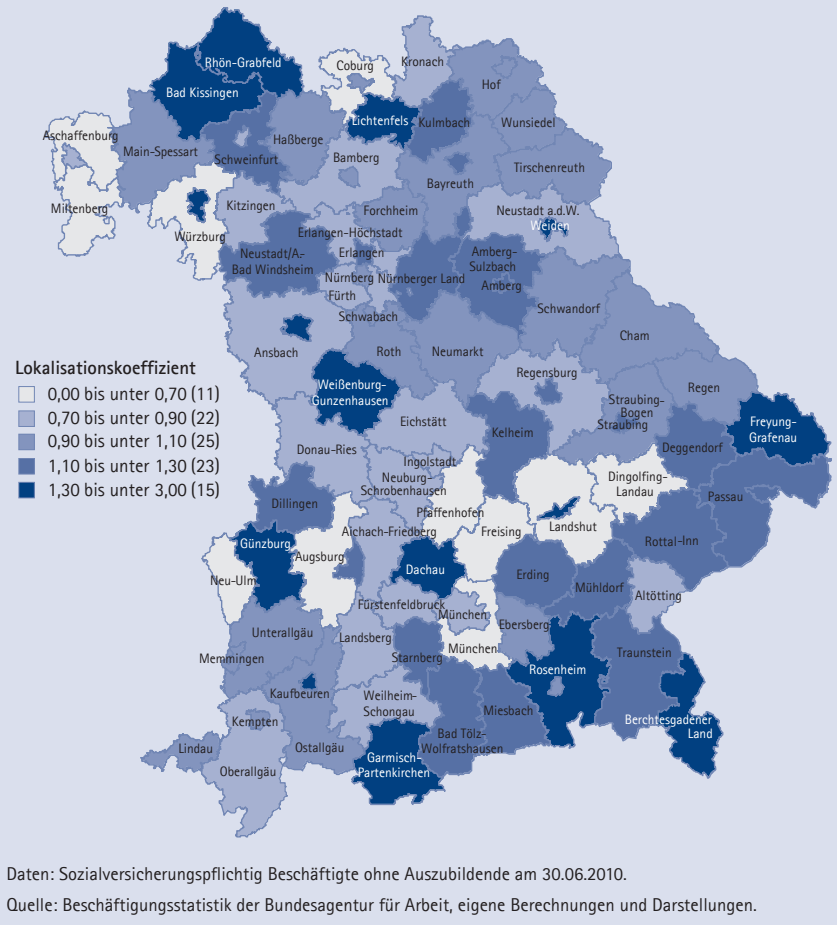 Rhön-Grabfeld
Coburg
Kronach
Bad Kissingen
Hof
Lichtenfels
Kulmbach
Wunsiedel
Aschaffenburg
Main-Spessart
Haßberge
Schweinfurt
Bamberg
Tirschenreuth
Bayreuth
Miltenberg
Kitzingen
Forchheim
Neustadt a.d.W.
Weiden
Würzburg
Erlangen-Höchstadt
Neustadt/A.-
Bad Windsheim
Erlangen
Amberg-
Sulzbach
Nürnberg
Nürnberger Land
Amberg
Fürth
Schwandorf
Schwabach
Cham
Ansbach
Roth
Neumarkt
Lokalisationskoeffizient
0,00 bis unter 0,70 (11)
0,70 bis unter 0,90 (22)
0,90 bis unter 1,10 (25)
1,10 bis unter 1,30 (23)
1,30 bis unter 3,00 (15)
Weißenburg-
Gunzenhausen
Regensburg
Regen
Straubing-
Bogen
Straubing
Freyung-
Grafenau
Eichstätt
Kelheim
Deggendorf
Donau-Ries
Ingolstadt
Neuburg-
Schrobenhausen
Dingolfing-
Landau
Passau
Dillingen
Pfaffenhofen
Aichach-Friedberg
Freising
Landshut
Günzburg
Augsburg
Rottal-Inn
Dachau
Neu-Ulm
Erding
Mühldorf
Altötting
Fürstenfeldbruck
München
Ebersberg
Unterallgäu
Landsberg
München
Memmingen
Starnberg
Rosenheim
Traunstein
Kaufbeuren
Weilheim-
Schongau
Miesbach
Berchtesgadener
Land
Kempten
Bad Tölz-
Wolfratshausen
Lindau
Ostallgäu
Oberallgäu
Garmisch-
Partenkirchen
Daten: Sozialversicherungspflichtig Beschäftigte ohne Auszubildende am 30.06.2010.
Quelle: Beschäftigungsstatistik der Bundesagentur für Arbeit, eigene Berechnungen und Darstellungen.